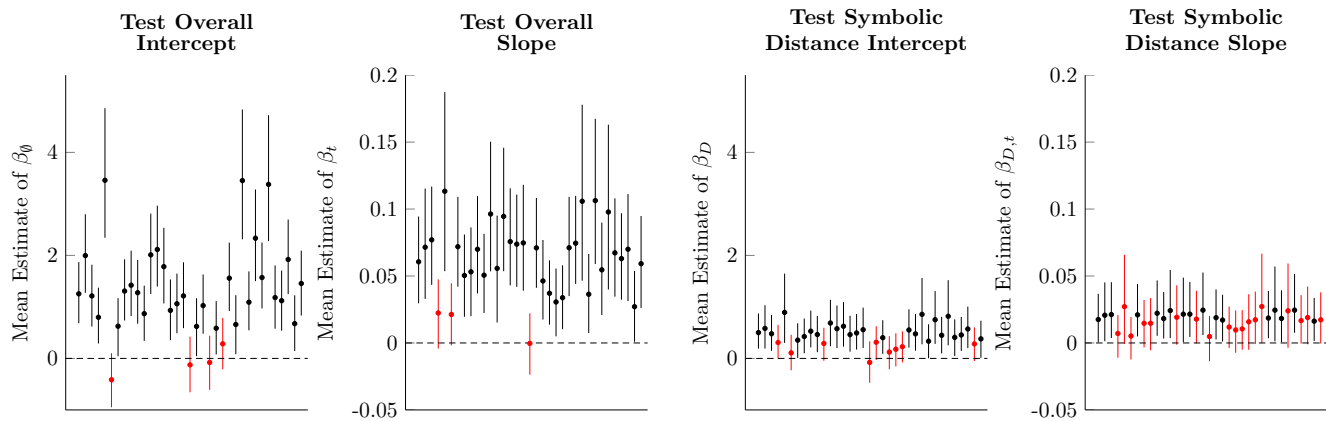 Test Overall
Intercept
Mean Estimate of β∅
4
2
0
Test Overall
Slope
Mean Estimate of βt
0.2
0.15
0.1
0.05
0
-0.05
Test Symbolic
Distance Intercept
Mean Estimate of βD
4
2
0
Test Symbolic
Distance Slope
Mean Estimate of βD,t
0.2
0.15
0.1
0.05
0
-0.05